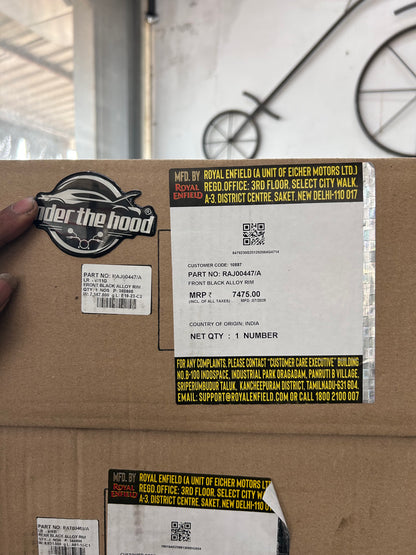 MFD. BY ROYAL ENFIELD (A UNIT OF EICHER MOTORS LTD.)
ROYAL ENFIELD REGD.OFFICE: 3RD FLOOR, SELECT CITY WALK,
A-3, DISTRICT CENTRE, SAKET, NEW DELHI-110 017
under the hood
®
CUSTOMER CODE: 10887
PART NO: RAJ00447/A
FRONT BLACK ALLOY RIM
MRP ₹ 7475.00
(INCL. OF ALL TAXES) MFD.
COUNTRY OF ORIGIN: INDIA
NET QTY : 1 NUMBER
FOR ANY COMPLAINTS, PLEASE CONTACT "CUSTOMER CARE EXECUTIVE" BUILDING
NO.B-100 INDOSPACE, INDUSTRIAL PARK ORAGADAM, PANRUTI B VILLAGE,
SRIPERUMBUDUR TALUK, KANCHEEPURAM DISTRICT, TAMILNADU-631 604.
EMAIL: SUPPORT@ROYALENFIELD.COM OR CALL 1800 2100 007
PART NO: RAJ00447/A
FRONT BLACK ALLOY RIM
MFD. BY ROYAL ENFIELD (A UNIT OF EICHER MOTORS LTD
ROYAL ENFIELD REGD.OFFICE: 3RD FLOOR, SELECT CITY W
A-3, DISTRICT CENTRE, SAKET, NEW DELHI-1
REAR BLACK ALLOY RIM
CUSTOMER CODE